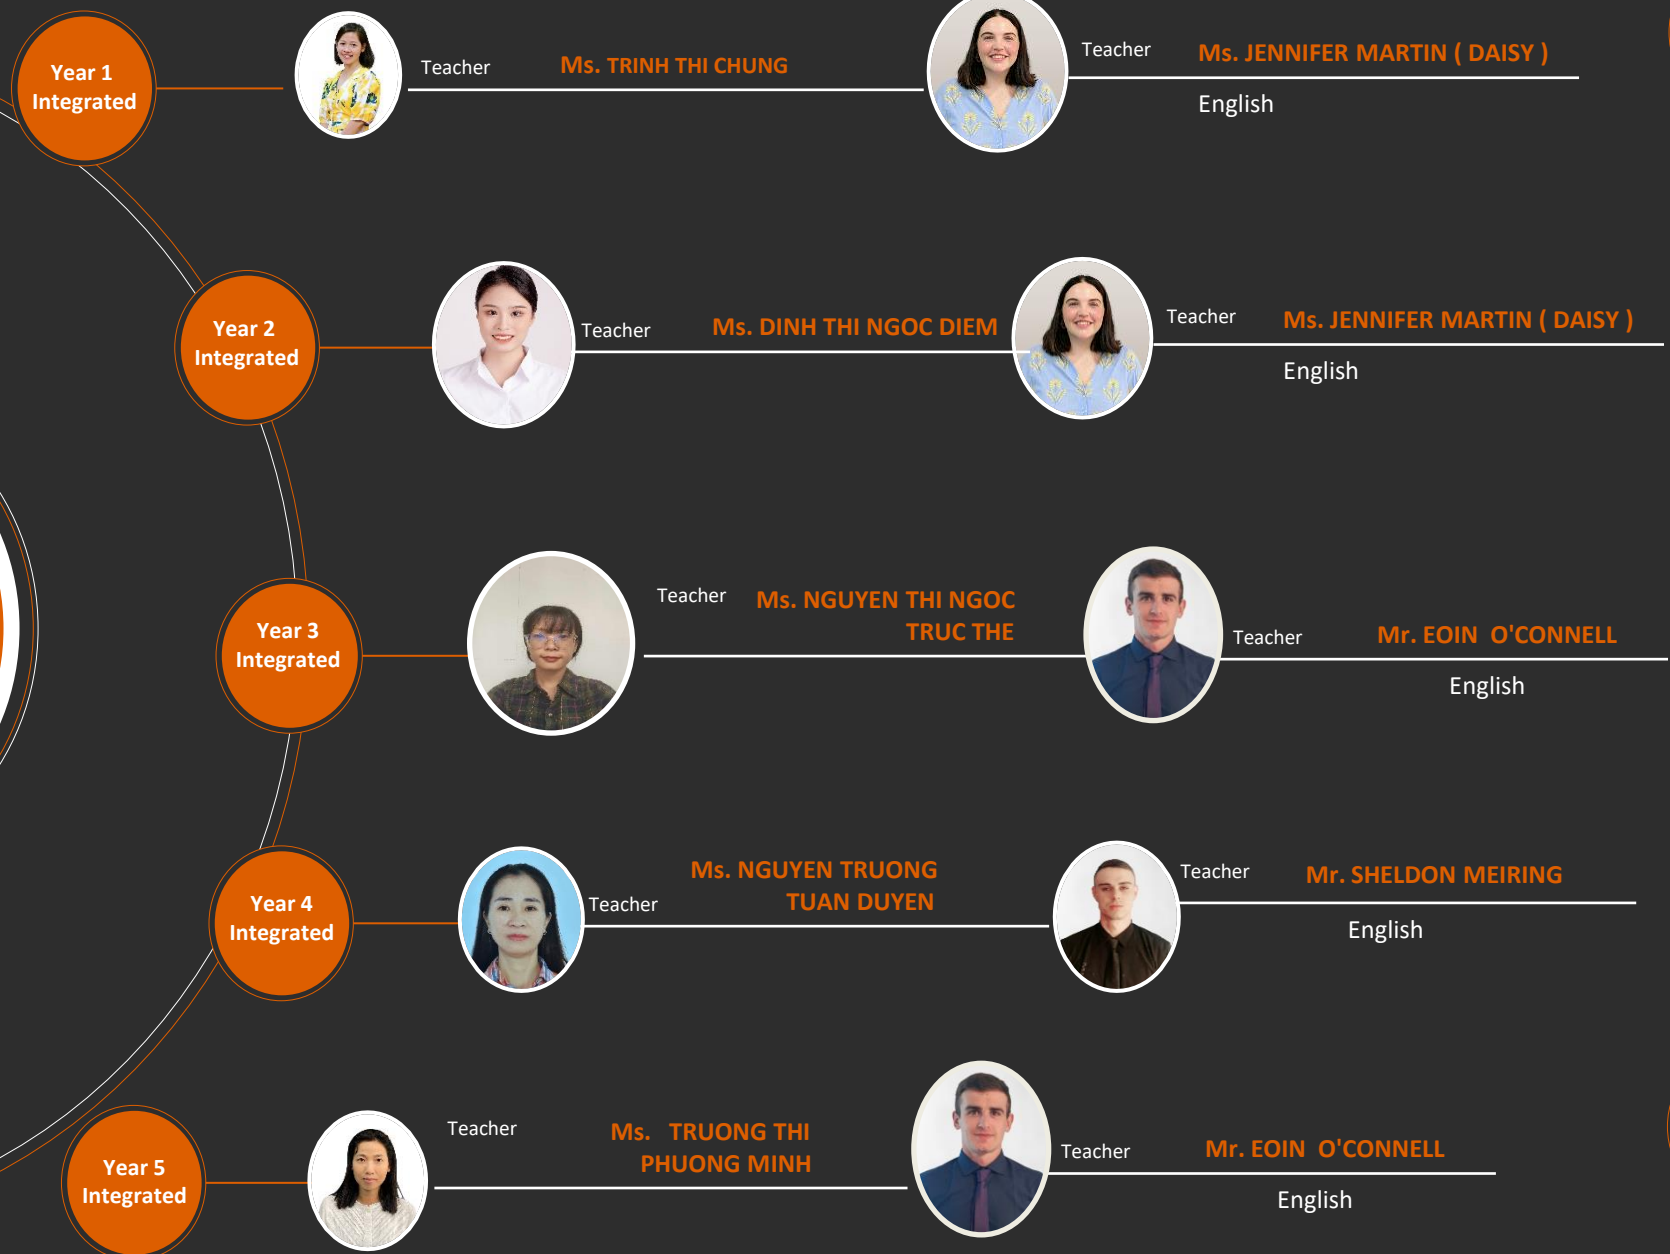 Year 1
Integrated
Teacher
Ms. TRINH THI CHUNG
Teacher
Ms. JENNIFER MARTIN ( DAISY )
English
Year 2
Integrated
Teacher
Ms. DINH THI NGOC DIEM
Teacher
Ms. JENNIFER MARTIN ( DAISY )
English
Year 3
Integrated
Teacher
Ms. NGUYEN THI NGOC
TRUC THE
Teacher
Mr. EOIN O'CONNELL
English
Year 4
Integrated
Teacher
Ms. NGUYEN TRUONG
TUAN DUYEN
Teacher
Mr. SHELDON MEIRING
English
Year 5
Integrated
Teacher
Ms. TRUONG THI
PHUONG MINH
Teacher
Mr. EOIN O'CONNELL
English